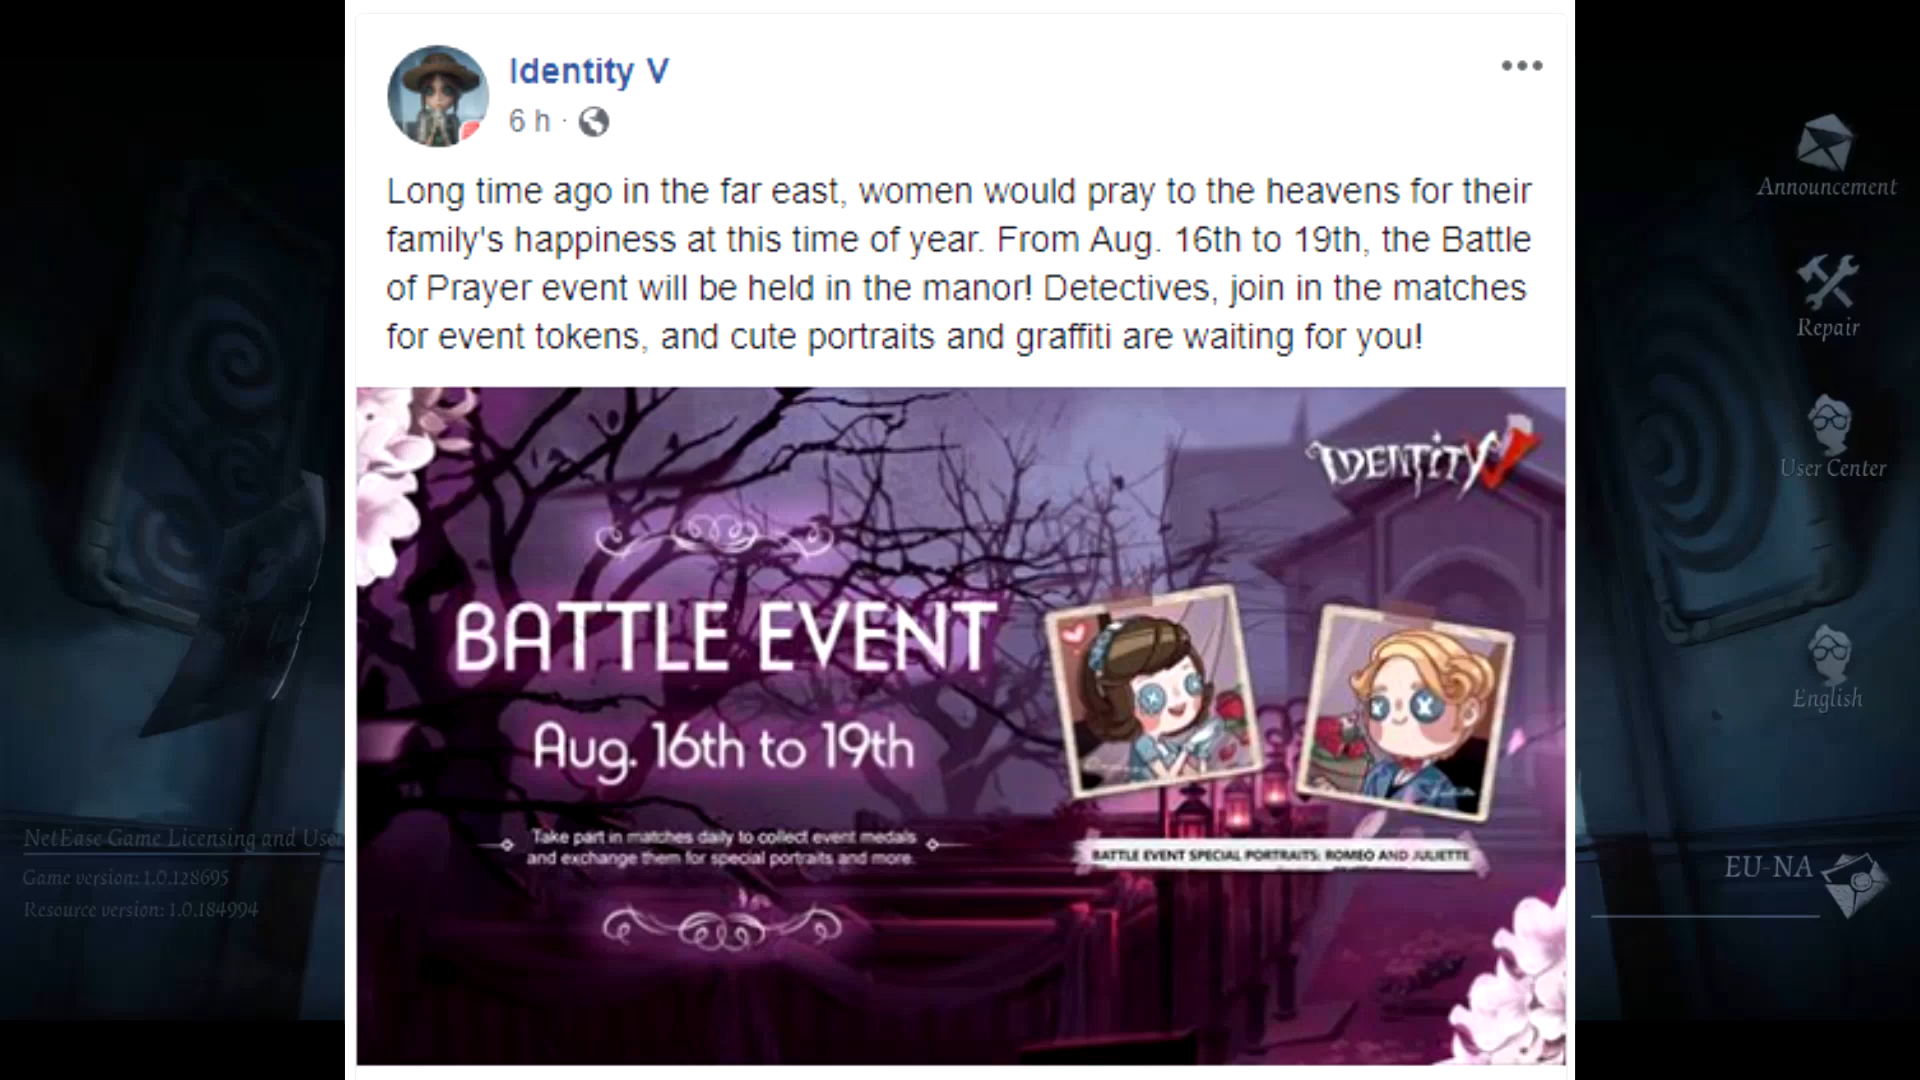 Identity V
6 h ·
Long time ago in the far east, women would pray to the heavens for their
family's happiness at this time of year. From Aug. 16th to 19th, the Battle
of Prayer event will be held in the manor! Detectives, join in the matches
for event tokens, and cute portraits and graffiti are waiting for you!
IDENTITY V
BATTLE EVENT
Aug. 16th to 19th
Take part in matches daily to collect event medals
and exchange them for special portraits and more.
BATTLE EVENT SPECIAL PORTRAITS: ROMEO AND JULIETTE
Announcement
Repair
User Center
English
EU-NA
NetEase Game Licensing and Use
Game version: 1.0.128695
Resource version: 1.0.184994